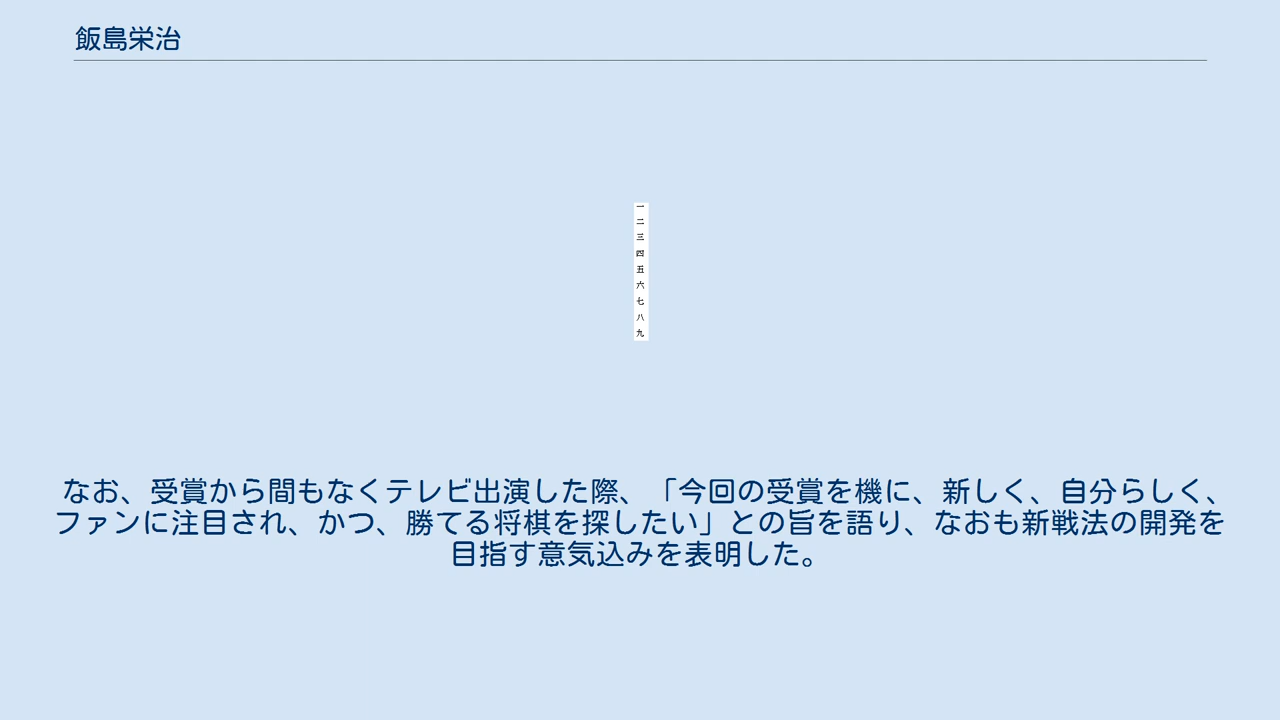 飯島栄治
一
二
三
四
五
六
七
八
九
なお、受賞から間もなくテレビ出演した際、「今回の受賞を機に、新しく、自分らしく、
ファンに注目され、かつ、勝てる将棋を探したい」との旨を語り、なおも新戦法の開発を
目指す意気込みを表明した。